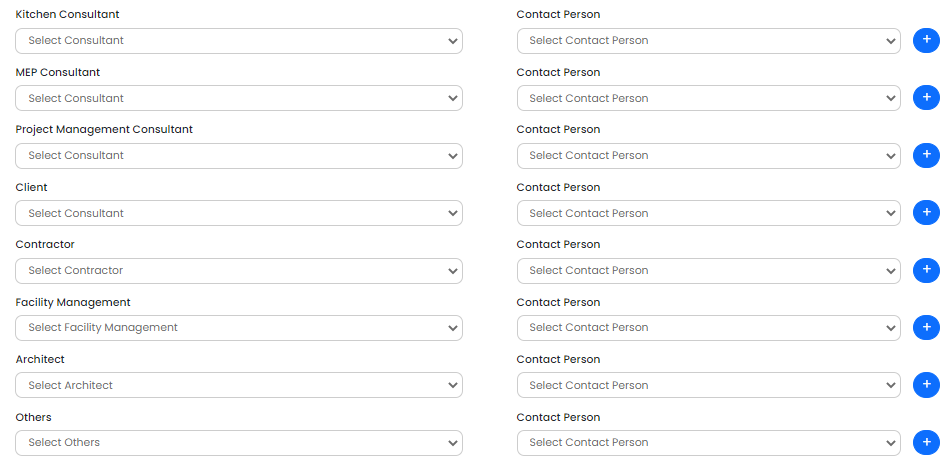 Kitchen Consultant Contact Person
Select Consultant Select Contact Person +
MEP Consultant Contact Person
Select Consultant Select Contact Person +
Project Management Consultant Contact Person
Select Consultant Select Contact Person +
Client Contact Person
Select Consultant Select Contact Person +
Contractor Contact Person
Select Contractor Select Contact Person +
Facility Management Contact Person
Select Facility Management Select Contact Person +
Architect Contact Person
Select Architect Select Contact Person +
Others Contact Person
Select Others Select Contact Person +